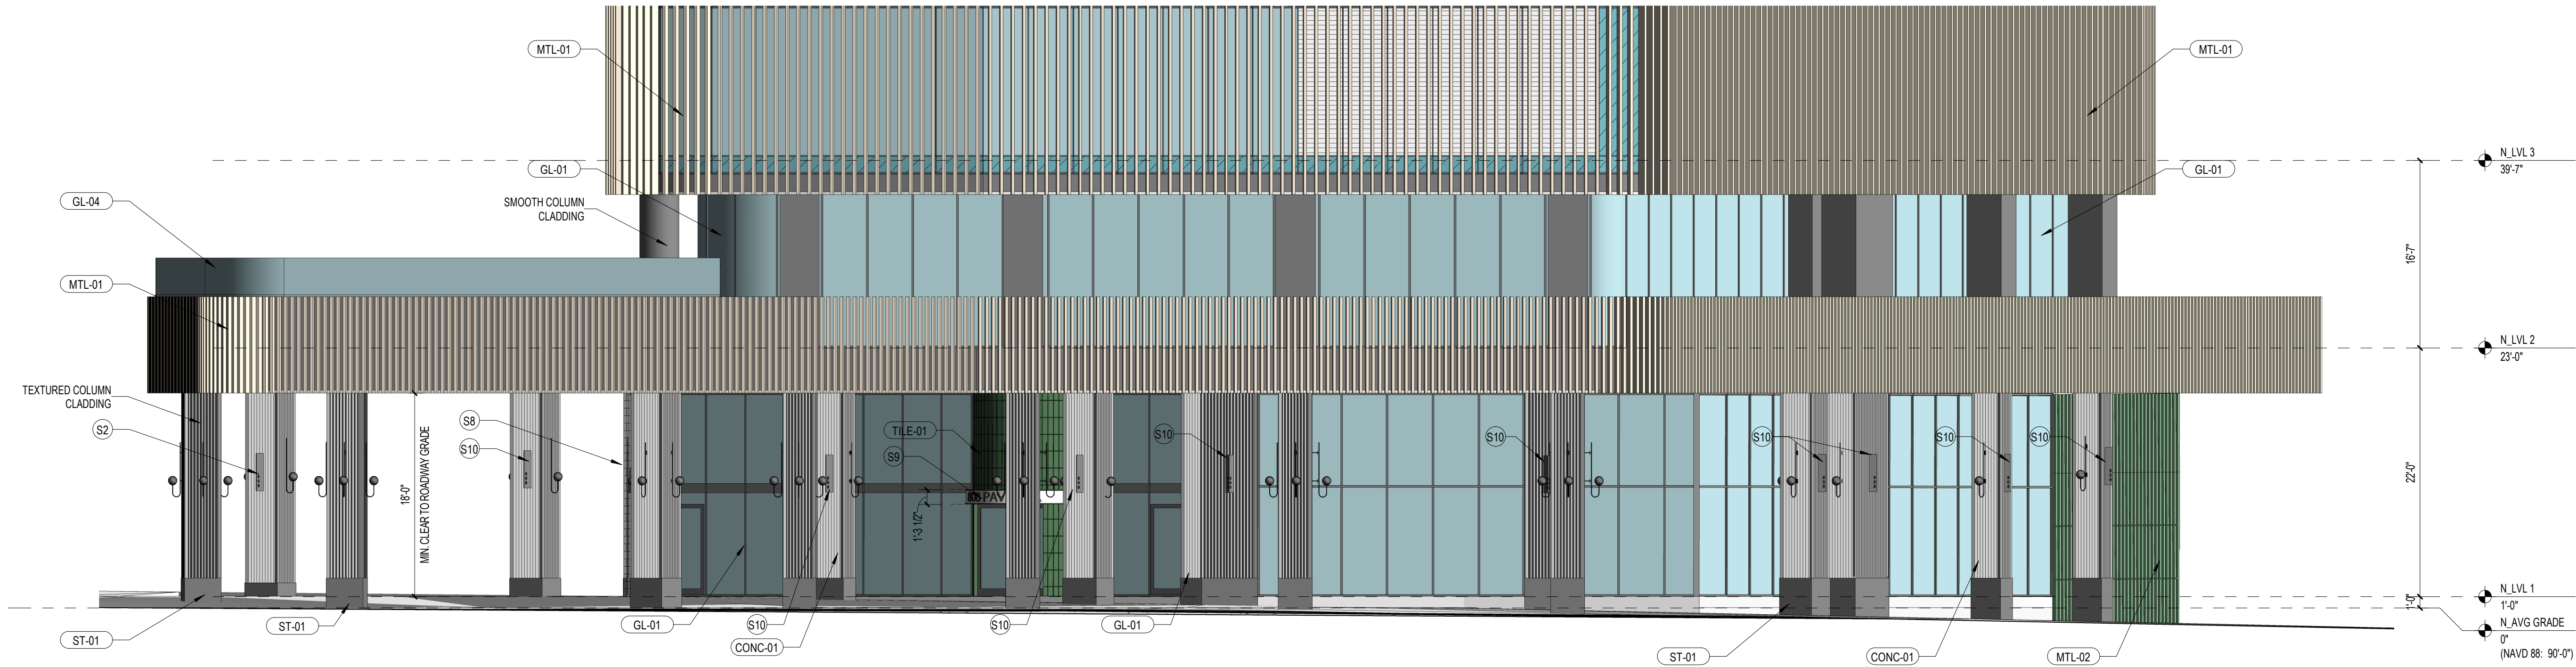 MTL-01
MTL-01
N_LVL 3
39'-7"
GL-01
GL-01
GL-04
SMOOTH COLUMN
CLADDING
16'-7"
MTL-01
N_LVL 2
23'-0"
TEXTURED COLUMN
CLADDING
S2
S8
S10
18'-0"
MIN. CLEAR TO ROADWAY GRADE
TILE-01
S9
PAV
1'-3 1/2"
S10
S10
S10
S10
S10
22'-0"
N_LVL 1
1'-0"
1'-0"
N_AVG GRADE
0"
(NAVD 88: 90'-0")
ST-01
ST-01
GL-01
S10
CONC-01
S10
GL-01
ST-01
CONC-01
MTL-02